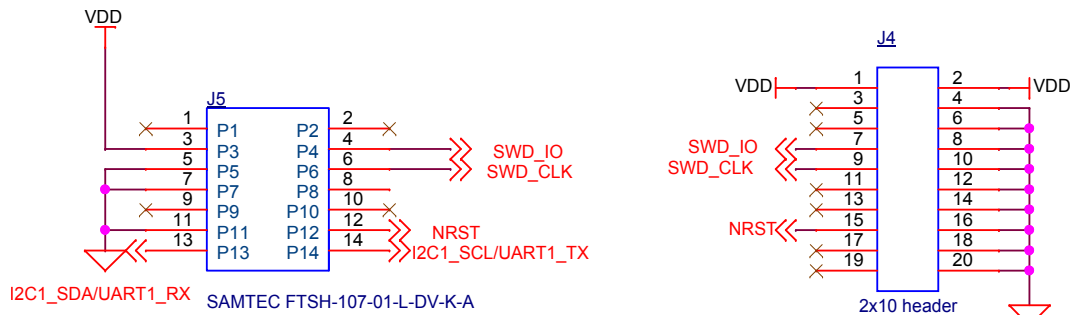 VDD
J5
1 P1 P2 2
3 P3 P4 4 SWD_IO
5 P5 P6 6 SWD_CLK
7 P7 P8 8
9 P9 P10 10
11 P11 P12 12 NRST
13 P13 P14 14 I2C1_SCL/UART1_TX
I2C1_SDA/UART1_RX
SAMTEC FTSH-107-01-L-DV-K-A
J4
VDD 1 2 VDD
3 4
5 6
SWD_IO 7 8
SWD_CLK 9 10
11 12
13 14
NRST 15 16
17 18
19 20
2x10 header